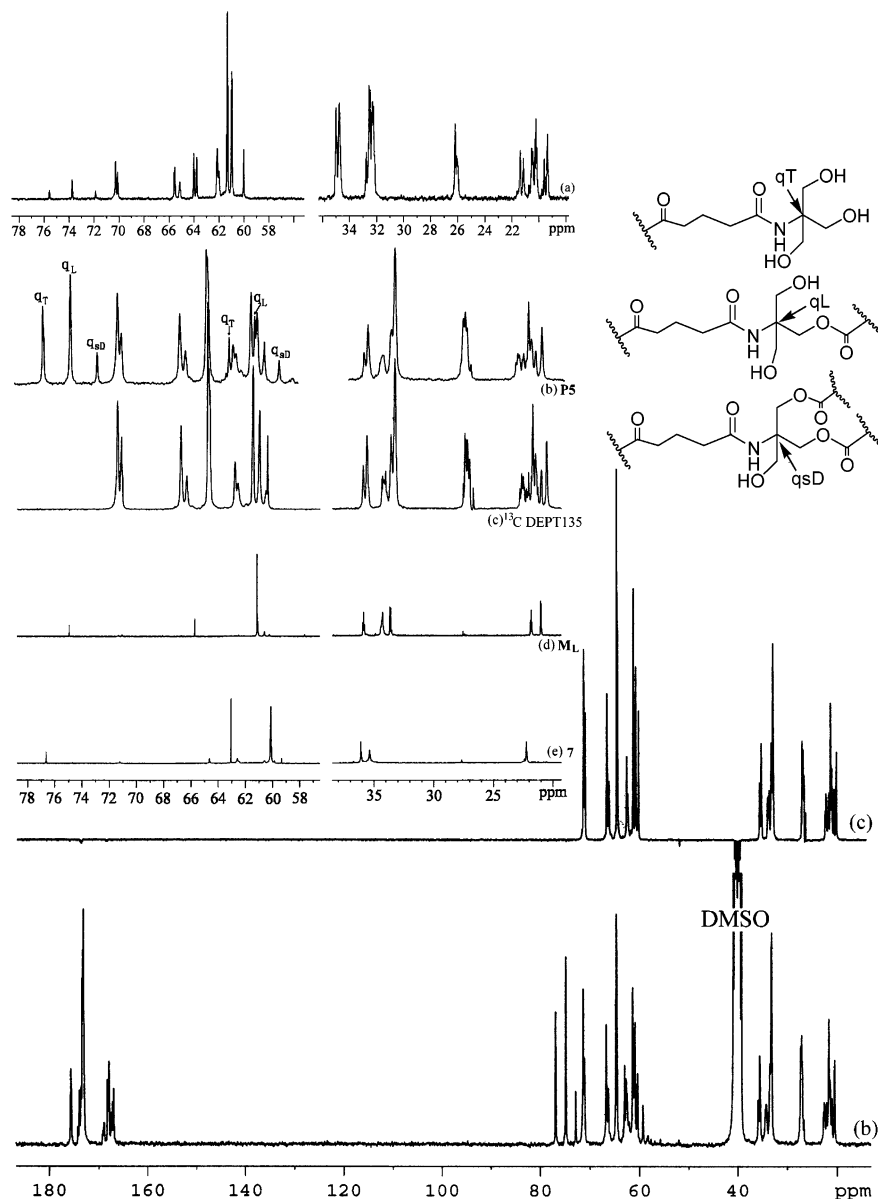 78 76 74 72 70 68 66 64 62 60 58
34 32 30 28 26 24 22 20 ppm
(a)
qT
qL
qsD
qT
qL
qsD
(b) P5
(c)13C DEPT135
(d) ML
(e) 7
78 76 74 72 70 68 66 64 62 60 58
35 30 25 ppm
O
O
N
H
qT
OH
OH
HO
O
O
N
H
OH
qL
O
O
HO
O
O
N
H
O
O
O
O
HO
qsD
(c)
DMSO
(b)
180 160 140 120 100 80 60 40 ppm